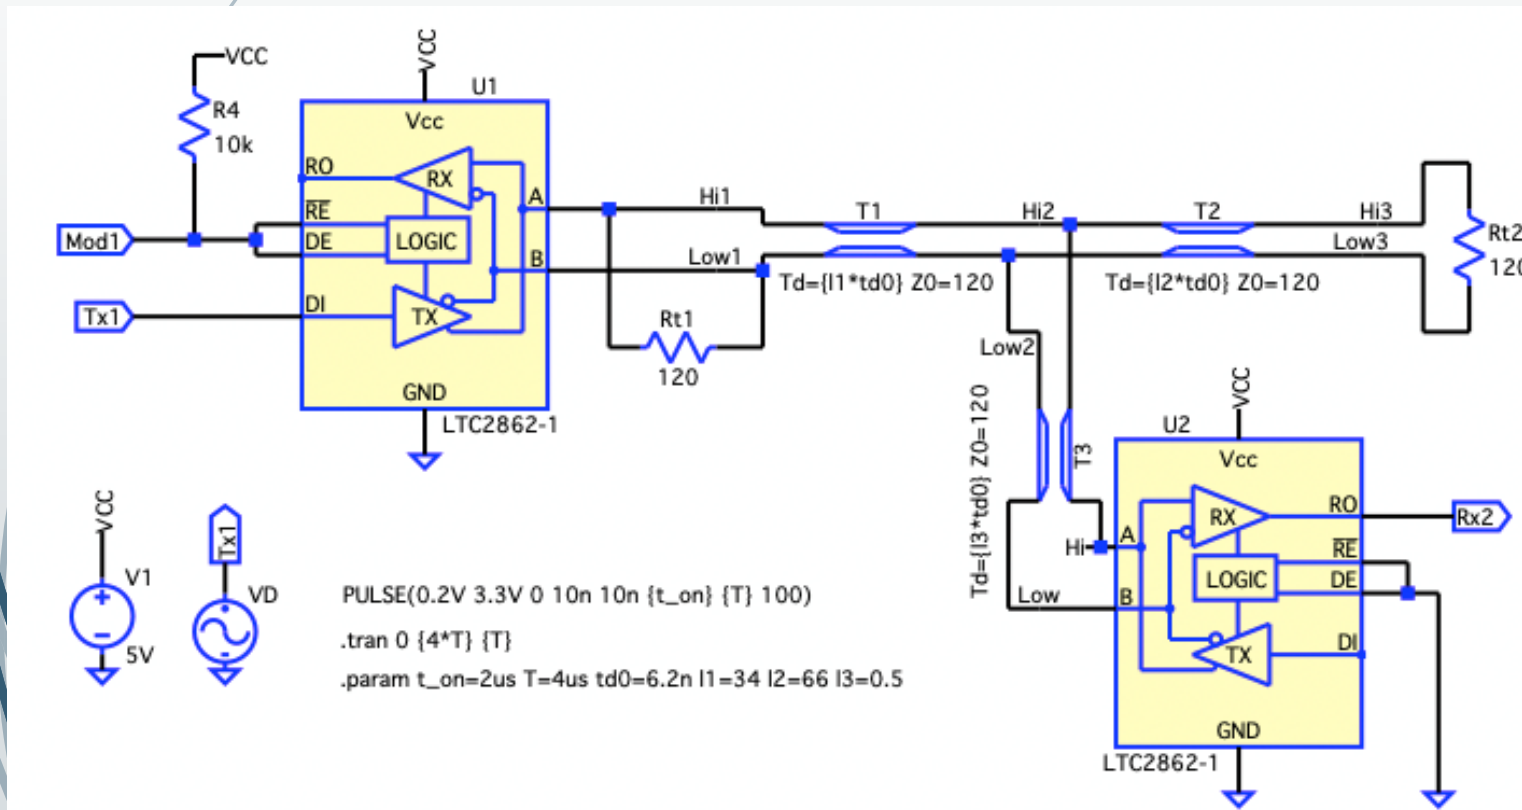 VCC
R4
10k
Mod1
Tx1
VCC
U1
Vcc
RO
RE
DE
DI
RX
LOGIC
TX
A
B
GND
LTC2862-1
Hi1
Low1
Rt1
120
T1
Td={l1*td0} Z0=120
Hi2
Low2
T2
Td={l2*td0} Z0=120
Hi3
Low3
Rt2
120
Td={l3*td0} Z0=120
T3
Hi
Low
VCC
U2
Vcc
A
B
RX
LOGIC
TX
RO
RE
DE
DI
Rx2
GND
LTC2862-1
VCC
V1
5V
Tx1
VD
PULSE(0.2V 3.3V 0 10n 10n {t_on} {T} 100)
.tran 0 {4*T} {T}
.param t_on=2us T=4us td0=6.2n l1=34 l2=66 l3=0.5